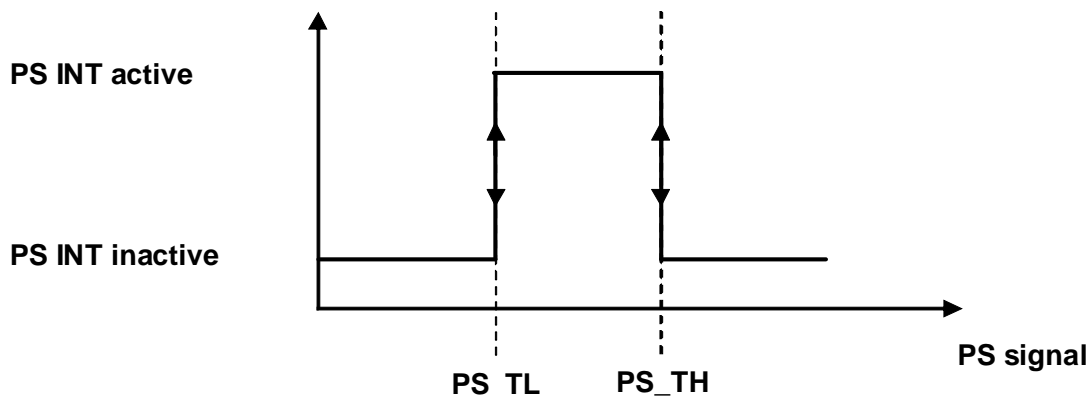 PS INT active
PS INT inactive
PS signal
PS TL
PS_TH